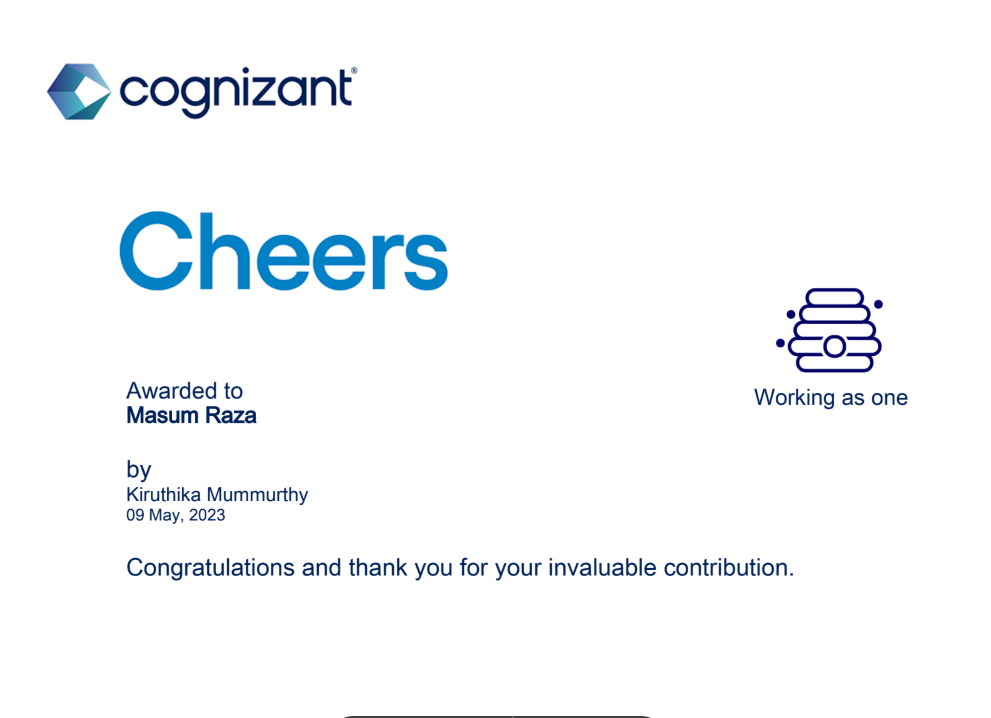 cognizant®
Cheers
Working as one
Awarded to
Masum Raza
by
Kiruthika Mummurthy
09 May, 2023
Congratulations and thank you for your invaluable contribution.